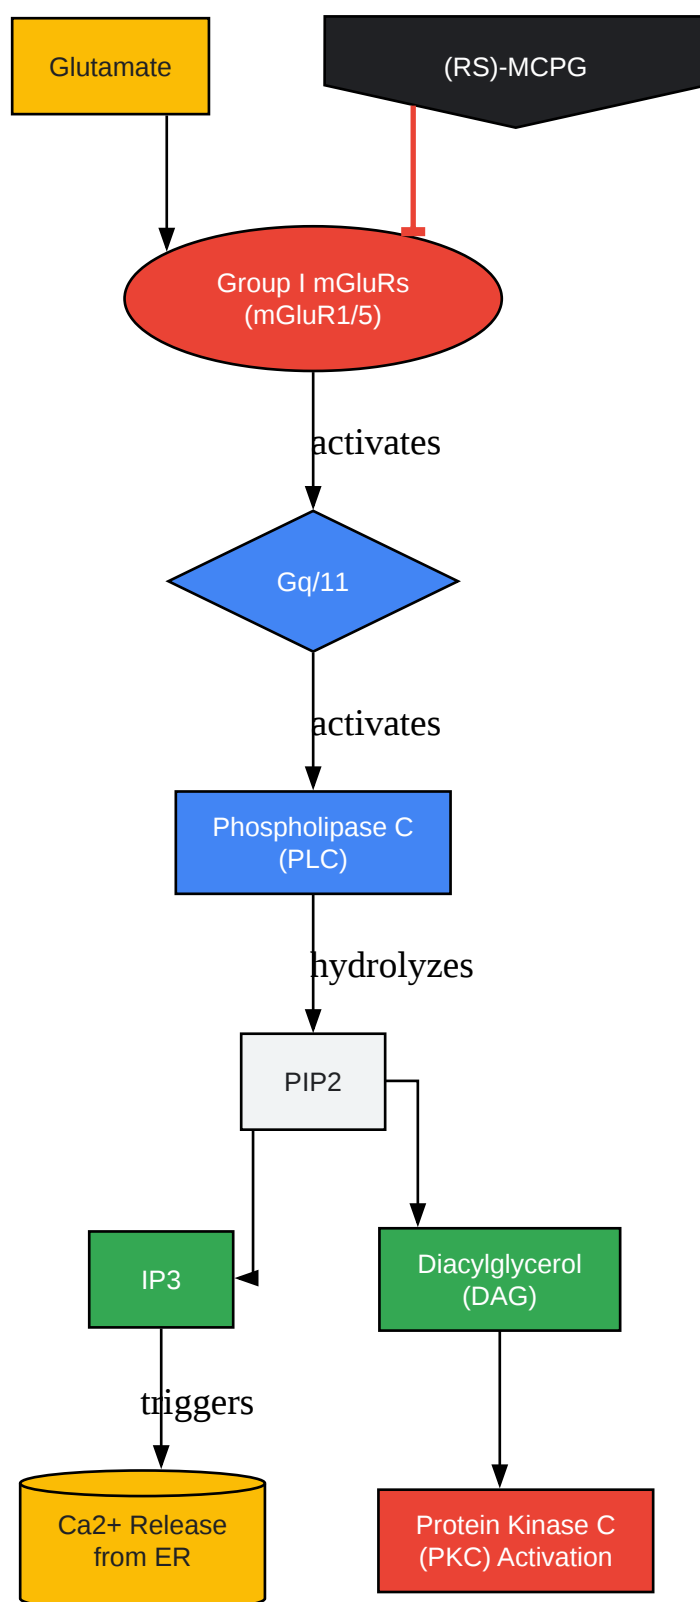 Glutamate
(RS)-MCPG
Group I mGluRs
(mGluR1/5)
activates
Gq/11
activates
Phospholipase C
(PLC)
hydrolyzes
PIP2
IP3
Diacylglycerol
(DAG)
triggers
Ca2+ Release
from ER
Protein Kinase C
(PKC) Activation